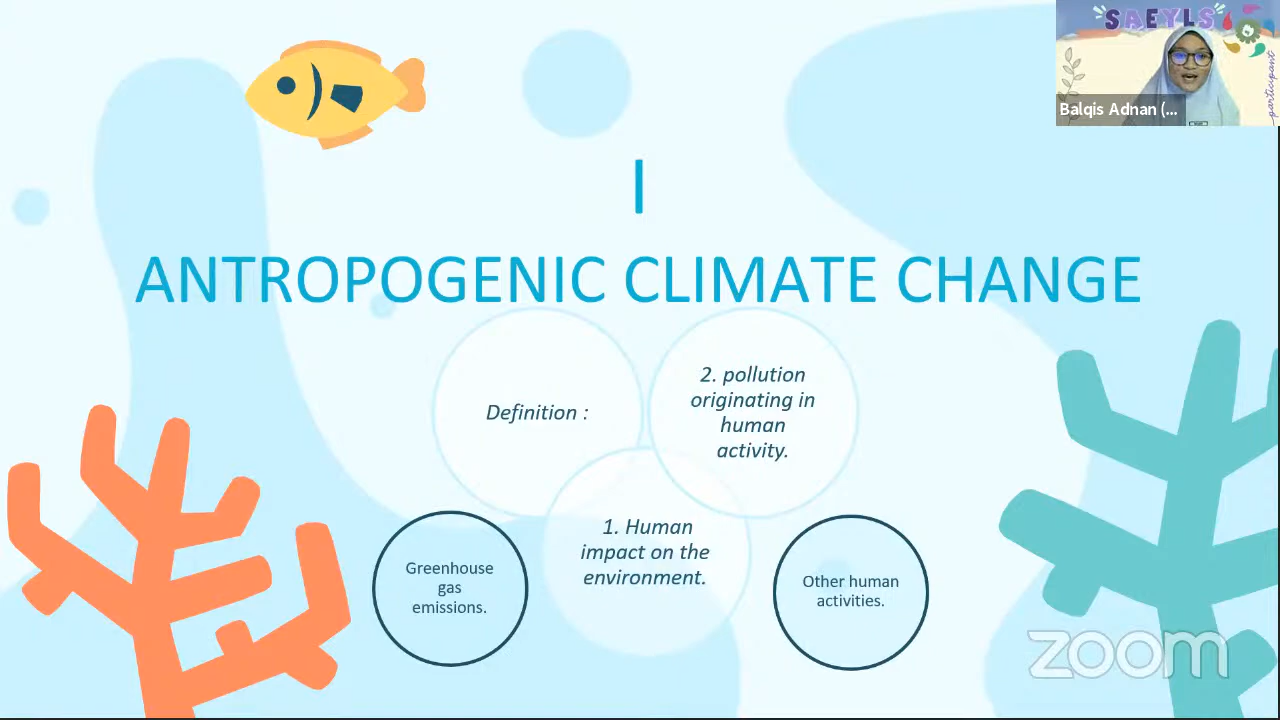 SAEYLS
participant
Balqis Adnan (...
I
ANTROPOGENIC CLIMATE CHANGE
Definition :
2. pollution
originating in
human
activity.
1. Human
impact on the
environment.
Greenhouse
gas
emissions.
Other human
activities.
zoom